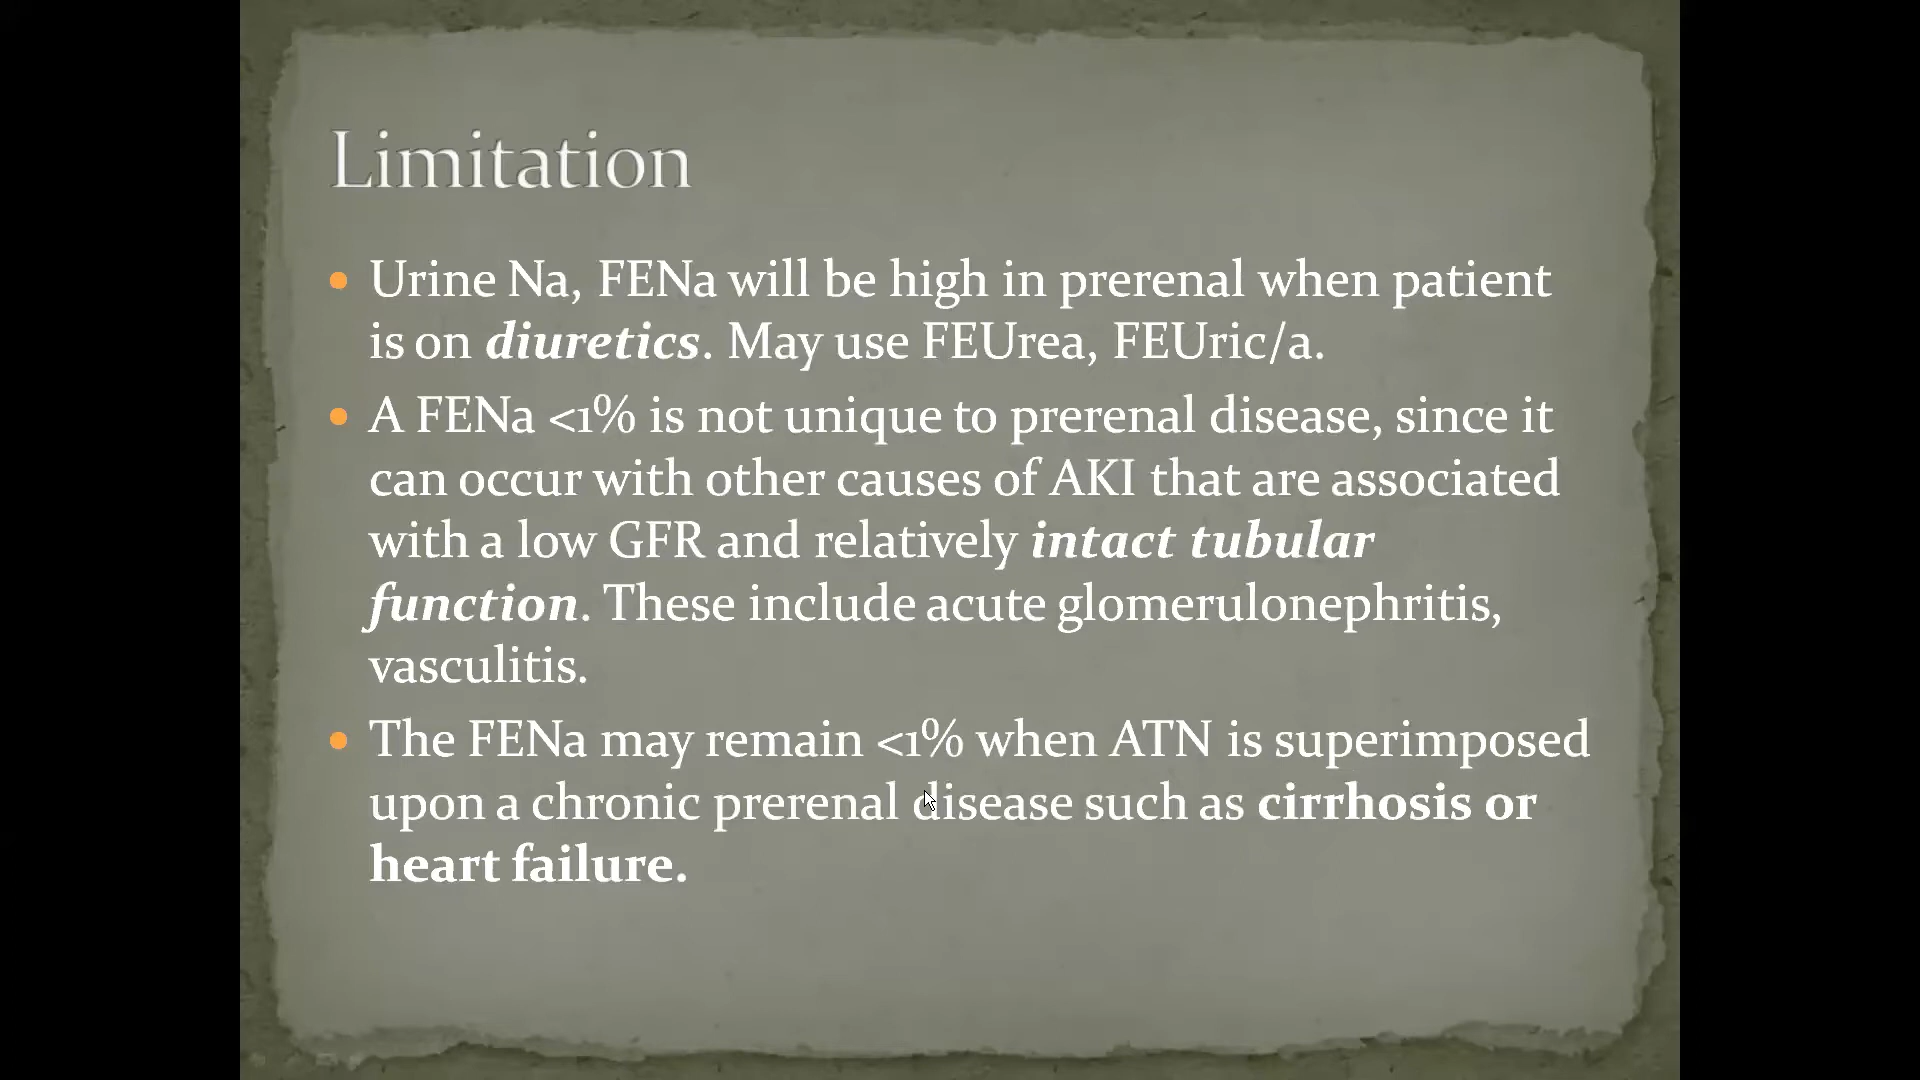 Limitation
• Urine Na, FENa will be high in prerenal when patient
is on diuretics. May use FEUrea, FEUric/a.
• A FENa <1% is not unique to prerenal disease, since it
can occur with other causes of AKI that are associated
with a low GFR and relatively intact tubular
function. These include acute glomerulonephritis,
vasculitis.
• The FENa may remain <1% when ATN is superimposed
upon a chronic prerenal disease such as cirrhosis or
heart failure.